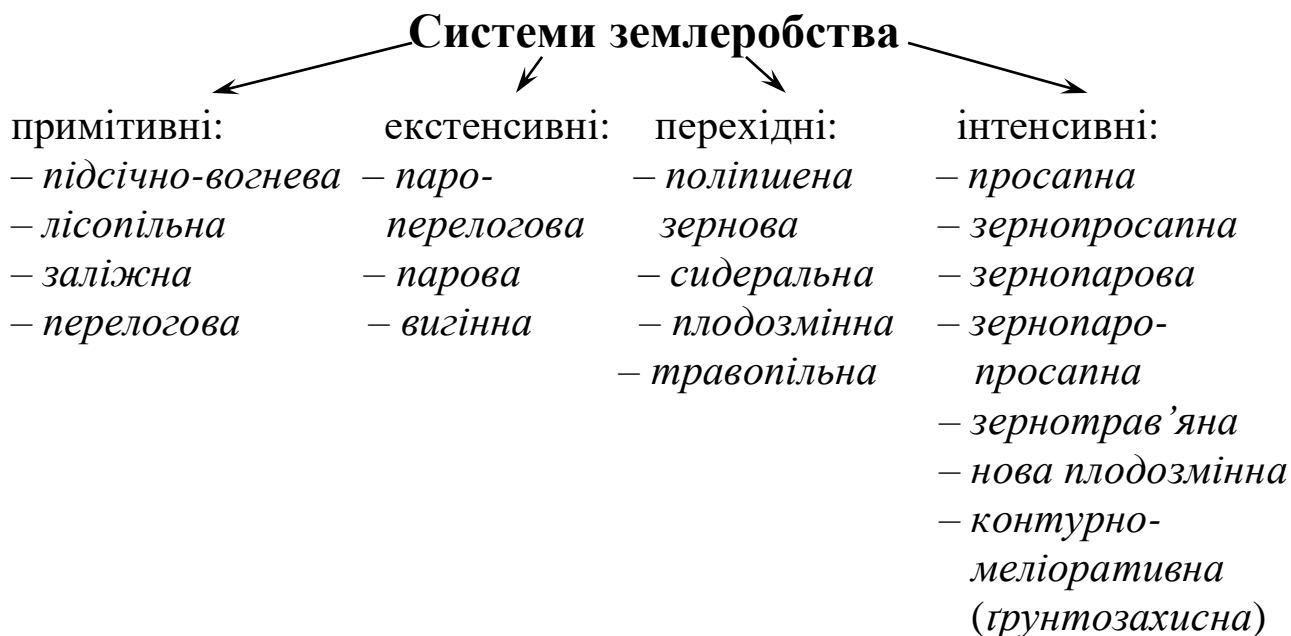 Системи землеробства
примітивні:
– підсічно-вогнева
– лісопільна
– заліжна
– перелогова
екстенсивні:
– паро-
перелогова
– парова
– вигінна
перехідні:
– поліпшена
зернова
– сидеральна
– плодозмінна
– травопільна
інтенсивні:
– просапна
– зернопросапна
– зернопарова
– зернопаро-
просапна
– зернотрав’яна
– нова плодозмінна
– контурно-
меліоративна
(ґрунтозахисна)